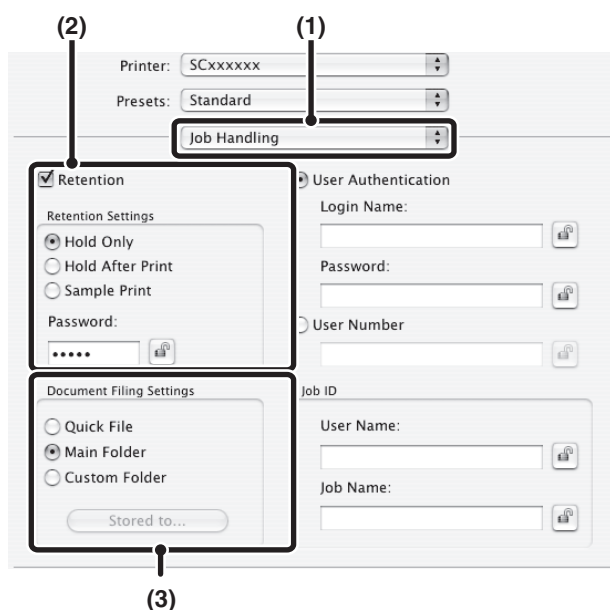 (2) (1)
Printer: SCxxxxxx
Presets: Standard
Job Handling
Retention
Retention Settings
Hold Only
Hold After Print
Sample Print
Password:
•••••
User Authentication
Login Name:
Password:
User Number
Document Filing Settings
Quick File
Main Folder
Custom Folder
Stored to...
Job ID
User Name:
Job Name:
(3)